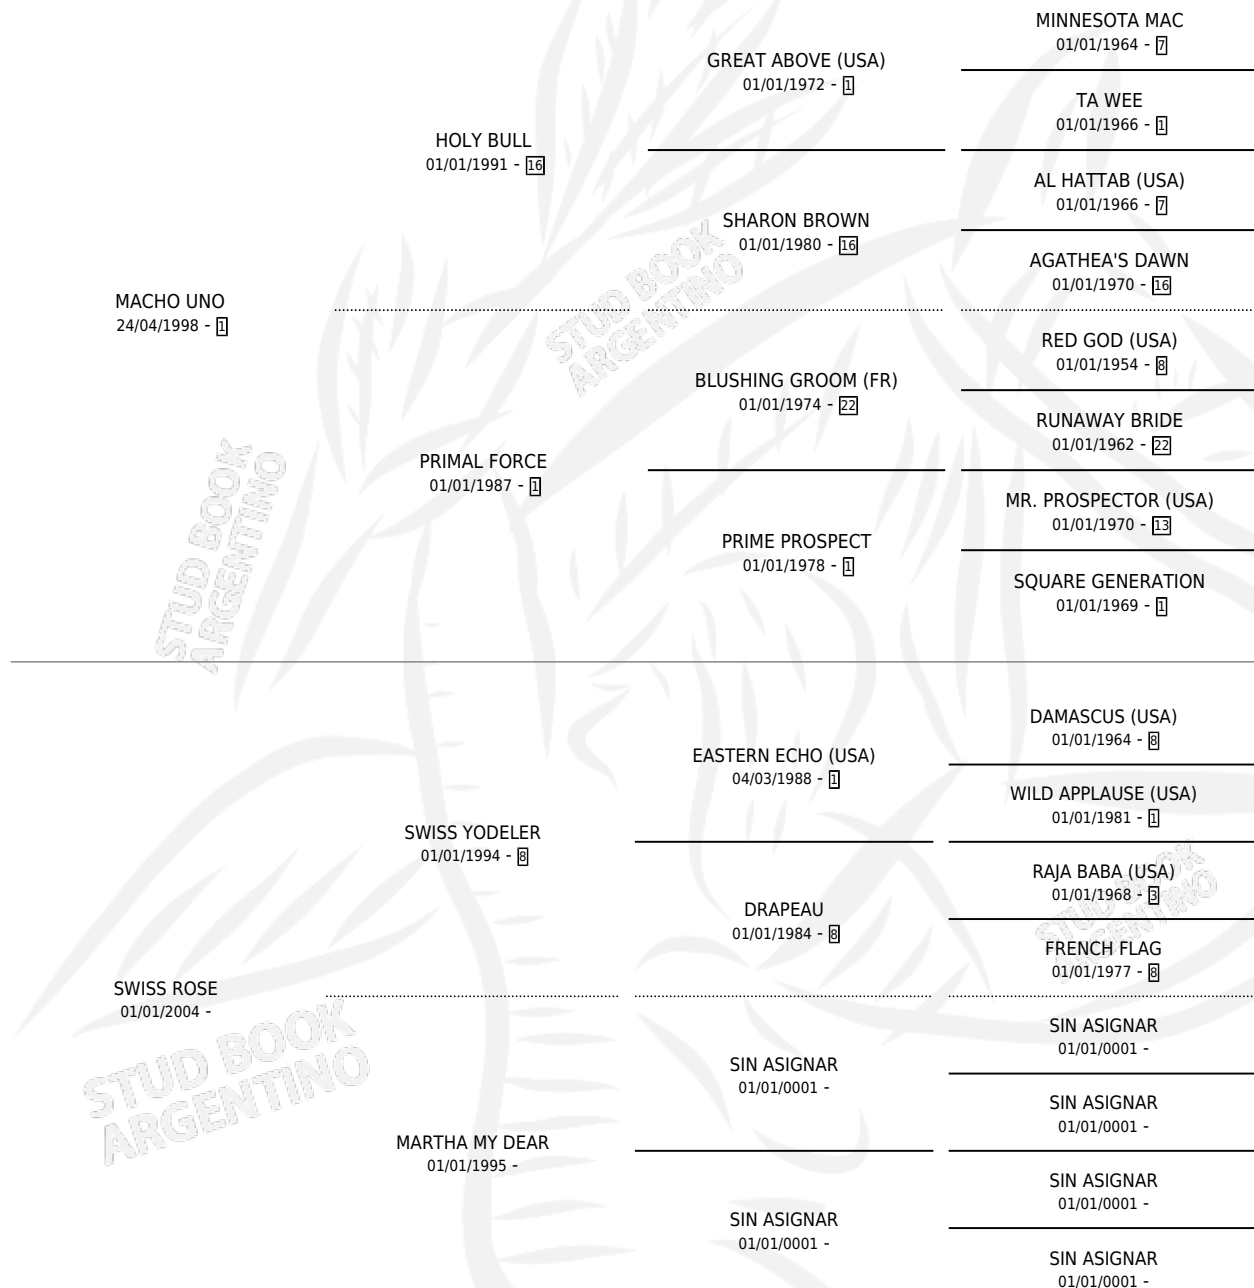 MINNESOTA MAC
01/01/1964 - 7
GREAT ABOVE (USA)
01/01/1972 - 1
TA WEE
01/01/1966 - 1
HOLY BULL
01/01/1991 - 16
AL HATTAB (USA)
01/01/1966 - 7
SHARON BROWN
01/01/1980 - 16
AGATHEA'S DAWN
01/01/1970 - 16
MACHO UNO
24/04/1998 - 1
STUD BOOK
ARGENTINO
RED GOD (USA)
01/01/1954 - 8
BLUSHING GROOM (FR)
01/01/1974 - 22
RUNAWAY BRIDE
01/01/1962 - 22
PRIMAL FORCE
01/01/1987 - 1
MR. PROSPECTOR (USA)
01/01/1970 - 13
PRIME PROSPECT
01/01/1978 - 1
SQUARE GENERATION
01/01/1969 - 1
STUD BOOK
ARGENTINO
DAMASCUS (USA)
01/01/1964 - 8
EASTERN ECHO (USA)
04/03/1988 - 1
WILD APPLAUSE (USA)
01/01/1981 - 1
SWISS YODELER
01/01/1994 - 8
RAJA BABA (USA)
01/01/1968 - 3
DRAPEAU
01/01/1984 - 8
STUD BOOK
ARGENTINO
FRENCH FLAG
01/01/1977 - 8
SWISS ROSE
01/01/2004 -
SIN ASIGNAR
01/01/0001 -
SIN ASIGNAR
01/01/0001 -
STUD BOOK
ARGENTINO
SIN ASIGNAR
01/01/0001 -
MARTHA MY DEAR
01/01/1995 -
SIN ASIGNAR
01/01/0001 -
SIN ASIGNAR
01/01/0001 -
SIN ASIGNAR
01/01/0001 -